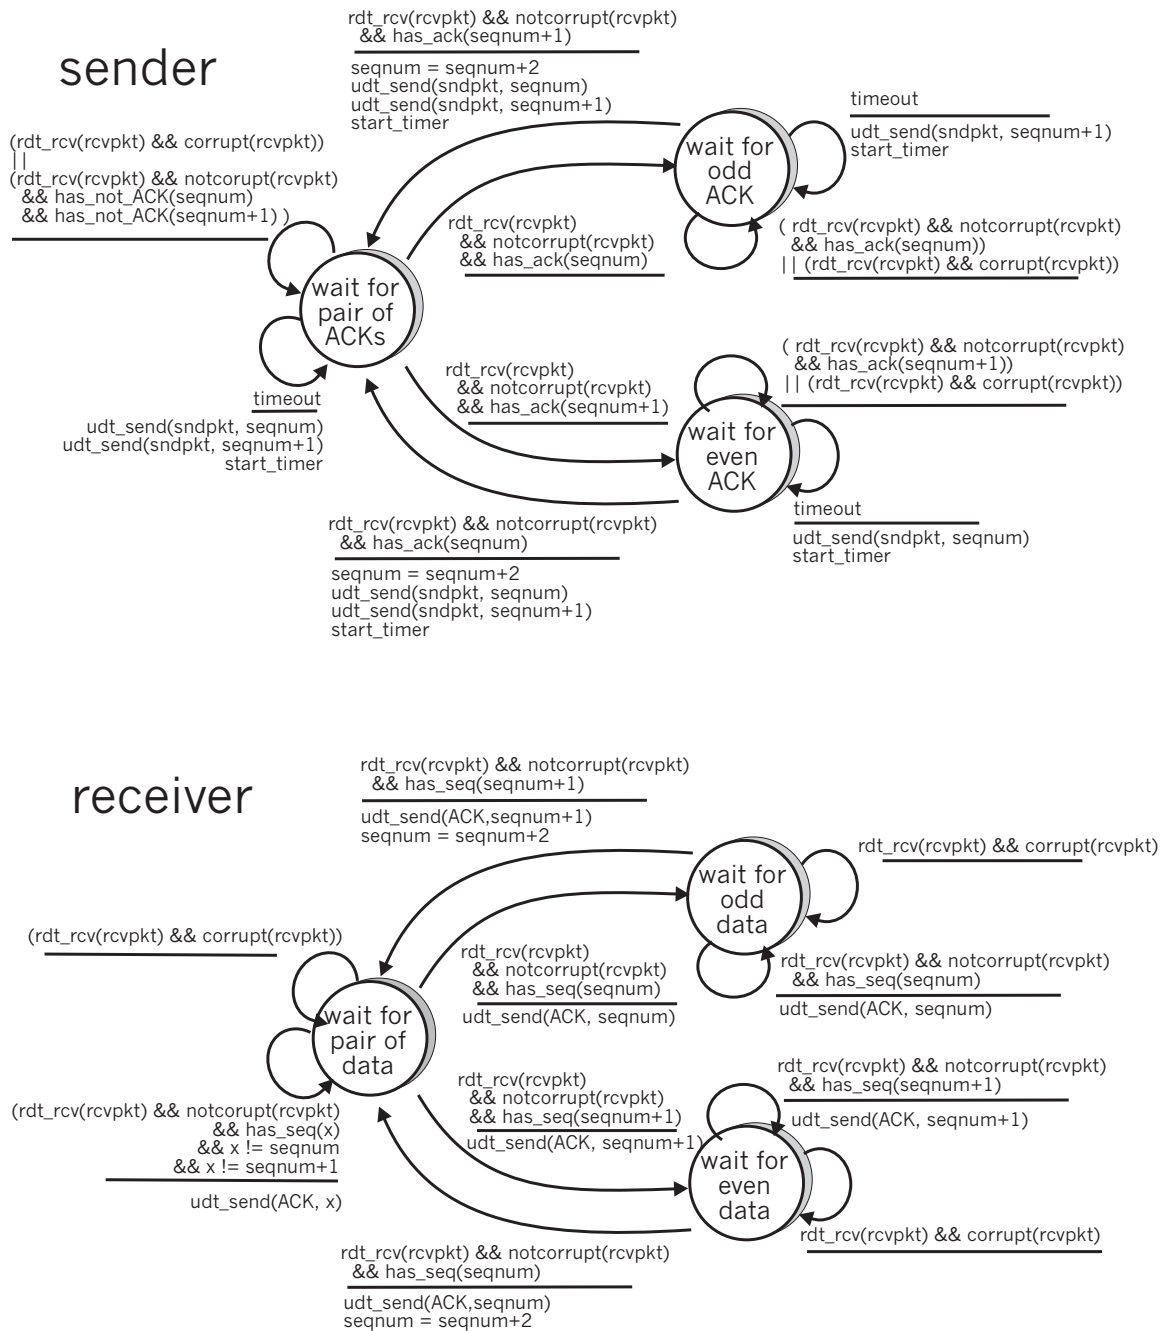 sender
rdt_rcv(rcvpkt) && notcorrupt(rcvpkt)
&& has_ack(seqnum+1)
seqnum = seqnum+2
udt_send(sndpkt, seqnum)
udt_send(sndpkt, seqnum+1)
start_timer
timeout
udt_send(sndpkt, seqnum+1)
start_timer
(rdt_rcv(rcvpkt) && corrupt(rcvpkt))
||
(rdt_rcv(rcvpkt) && notcorupt(rcvpkt)
&& has_not_ACK(seqnum)
&& has_not_ACK(seqnum+1) )
wait for
odd
ACK
rdt_rcv(rcvpkt)
&& notcorrupt(rcvpkt)
&& has_ack(seqnum)
( rdt_rcv(rcvpkt) && notcorrupt(rcvpkt)
&& has_ack(seqnum))
|| (rdt_rcv(rcvpkt) && corrupt(rcvpkt))
wait for
pair of
ACKs
timeout
udt_send(sndpkt, seqnum)
udt_send(sndpkt, seqnum+1)
start_timer
rdt_rcv(rcvpkt)
&& notcorrupt(rcvpkt)
&& has_ack(seqnum+1)
( rdt_rcv(rcvpkt) && notcorrupt(rcvpkt)
&& has_ack(seqnum+1))
|| (rdt_rcv(rcvpkt) && corrupt(rcvpkt))
wait for
even
ACK
timeout
udt_send(sndpkt, seqnum)
start_timer
rdt_rcv(rcvpkt) && notcorrupt(rcvpkt)
&& has_ack(seqnum)
seqnum = seqnum+2
udt_send(sndpkt, seqnum)
udt_send(sndpkt, seqnum+1)
start_timer
receiver
rdt_rcv(rcvpkt) && notcorrupt(rcvpkt)
&& has_seq(seqnum+1)
udt_send(ACK,seqnum+1)
seqnum = seqnum+2
rdt_rcv(rcvpkt) && corrupt(rcvpkt)
wait for
odd
data
(rdt_rcv(rcvpkt) && corrupt(rcvpkt))
rdt_rcv(rcvpkt)
&& notcorrupt(rcvpkt)
&& has_seq(seqnum)
udt_send(ACK, seqnum)
rdt_rcv(rcvpkt) && notcorrupt(rcvpkt)
&& has_seq(seqnum)
udt_send(ACK, seqnum)
wait for
pair of
data
(rdt_rcv(rcvpkt) && notcorupt(rcvpkt)
&& has_seq(x)
&& x != seqnum
&& x != seqnum+1
udt_send(ACK, x)
rdt_rcv(rcvpkt)
&& notcorrupt(rcvpkt)
&& has_seq(seqnum+1)
udt_send(ACK, seqnum+1)
rdt_rcv(rcvpkt) && notcorrupt(rcvpkt)
&& has_seq(seqnum+1)
udt_send(ACK, seqnum+1)
wait for
even
data
rdt_rcv(rcvpkt) && corrupt(rcvpkt)
rdt_rcv(rcvpkt) && notcorrupt(rcvpkt)
&& has_seq(seqnum)
udt_send(ACK,seqnum)
seqnum = seqnum+2